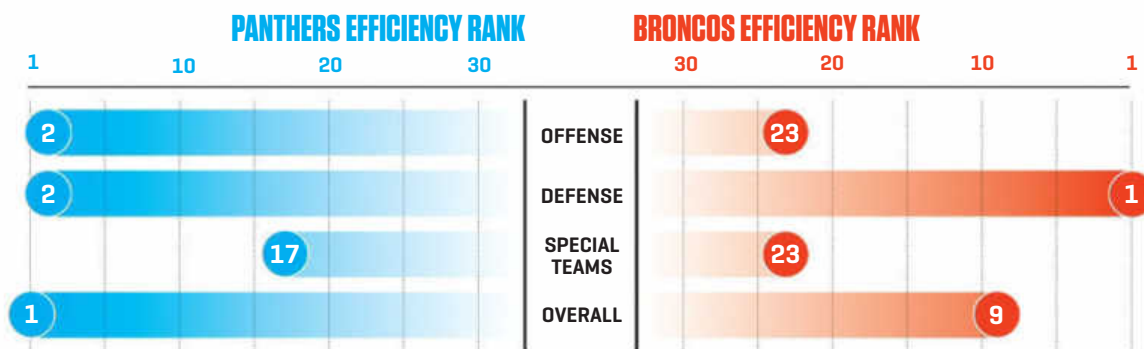 PANTHERS EFFICIENCY RANK
BRONCOS EFFICIENCY RANK
1 10 20 30
30 20 10 1
2 OFFENSE 23
2 DEFENSE 1
17 SPECIAL TEAMS 23
1 OVERALL 9